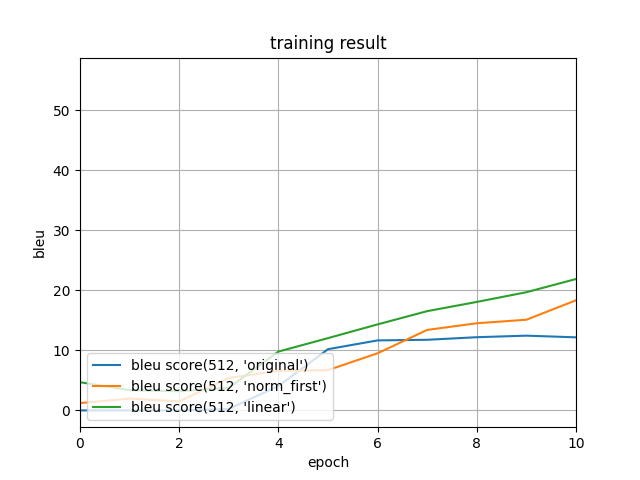 training result
bleu
50
40
30
20
10
0
bleu score(512, 'original')
bleu score(512, 'norm_first')
bleu score(512, 'linear')
0 2 4 6 8 10
epoch